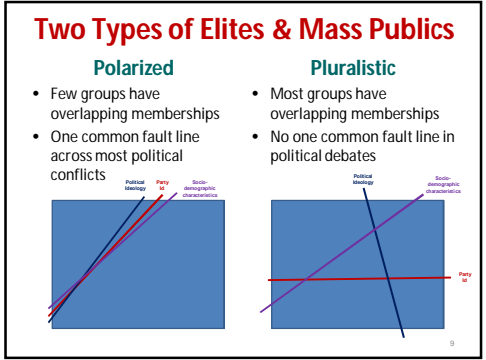 Two Types of Elites & Mass Publics
Polarized
• Few groups have
overlapping memberships
• One common fault line
across most political
conflicts
Political
Ideology
Party
Id
Socio-
demographic
characteristics
Pluralistic
• Most groups have
overlapping memberships
• No one common fault line in
political debates
Political
Ideology
Socio-
demographic
characteristics
Party
Id
9